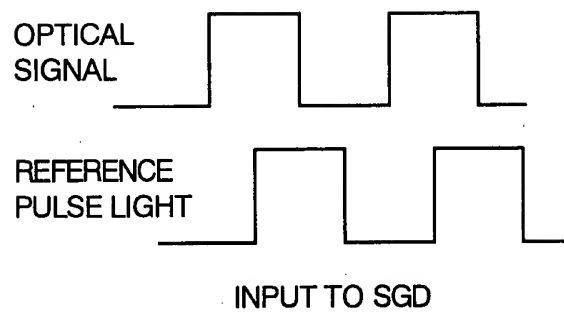 OPTICAL
SIGNAL
REFERENCE
PULSE LIGHT
INPUT TO SGD